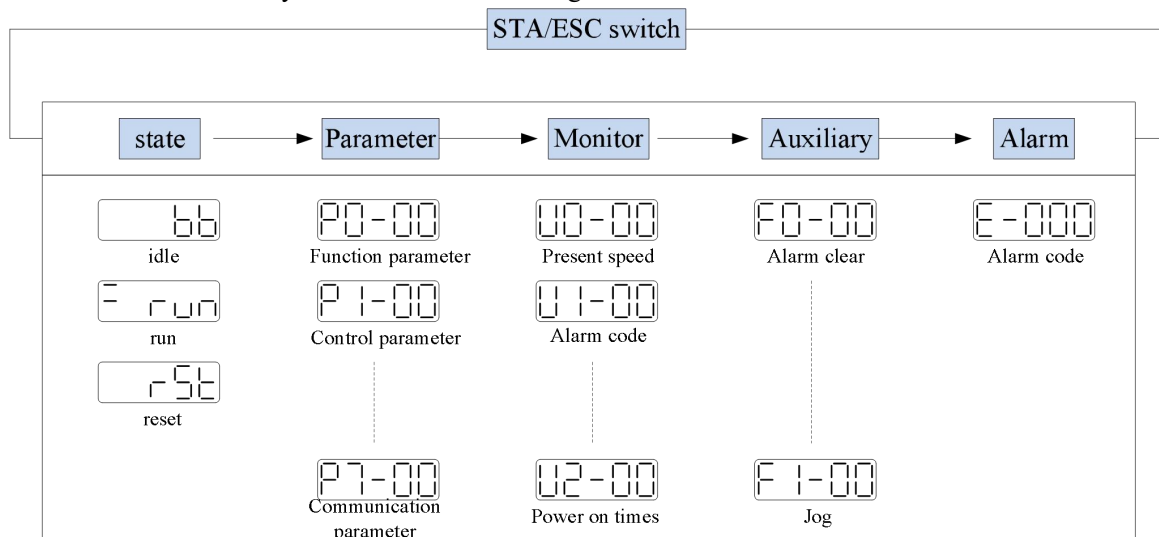 STA/ESC switch
state Parameter Monitor Auxiliary Alarm
bb P0-00 U0-00 F0-00 E-000
idle Function parameter Present speed Alarm clear Alarm code
run P1-00 U1-00
run Control parameter Alarm code
rSt
reset
P7-00 U2-00 F1-00
Communication Power on times Jog
parameter